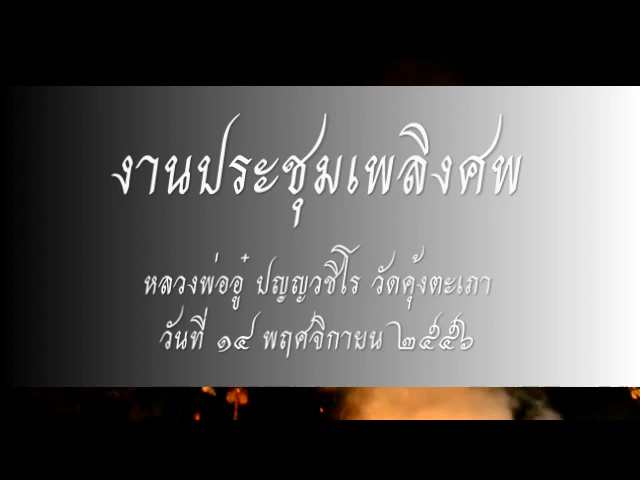 งานประชุมเพลิงศพ
หลวงพ่ออู๋ ปญฺญวชิโร วัดคุ้งตะเภา
วันที่ ๑๔ พฤศจิกายน ๒๕๕๖